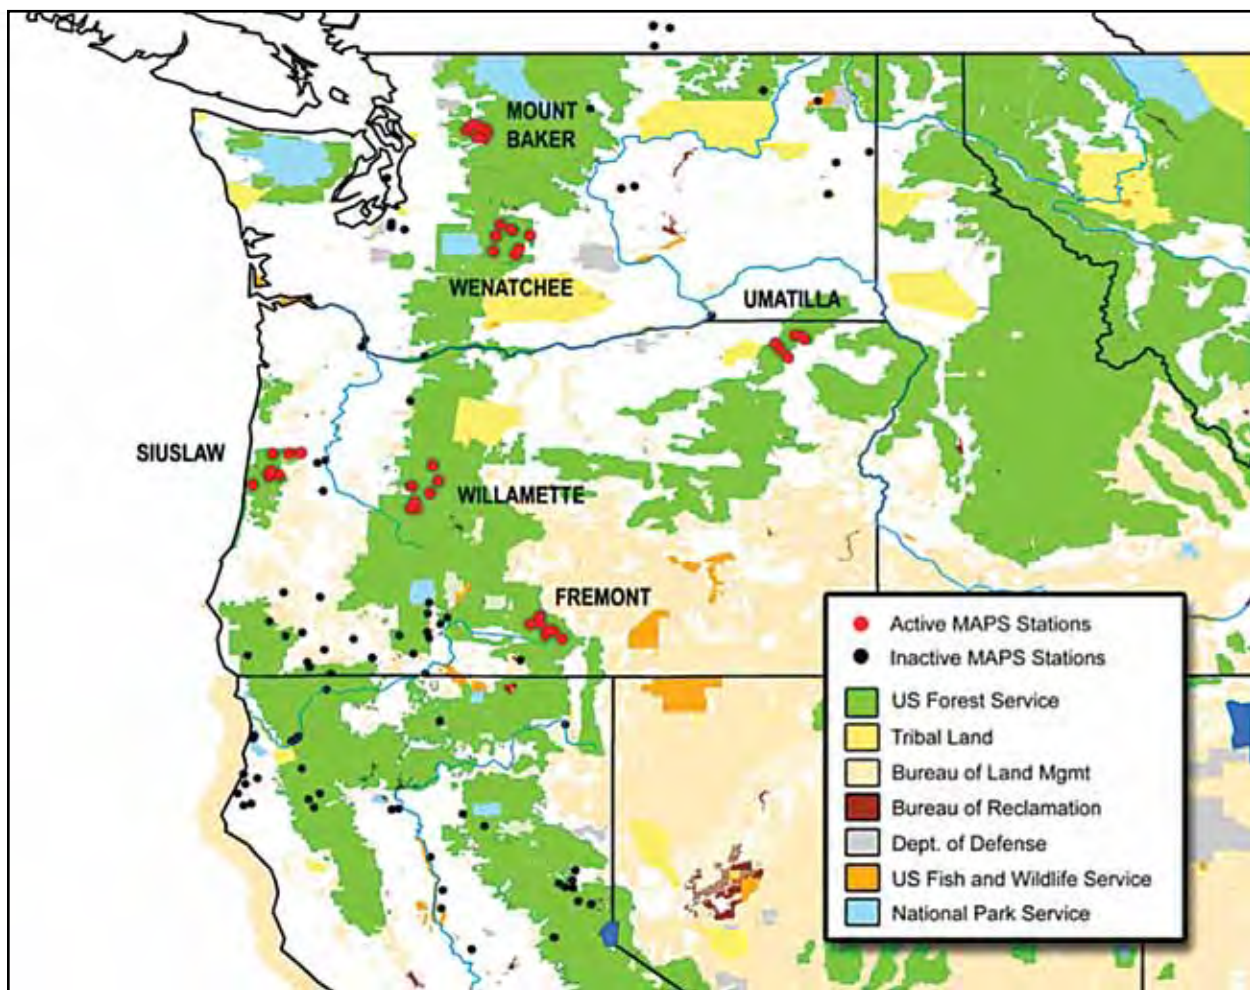 MOUNT
BAKER
WENATCHEE
UMATILLA
SIUSLAW
WILLAMETTE
FREMONT
Active MAPS Stations
Inactive MAPS Stations
US Forest Service
Tribal Land
Bureau of Land Mgmt
Bureau of Reclamation
Dept. of Defense
US Fish and Wildlife Service
National Park Service